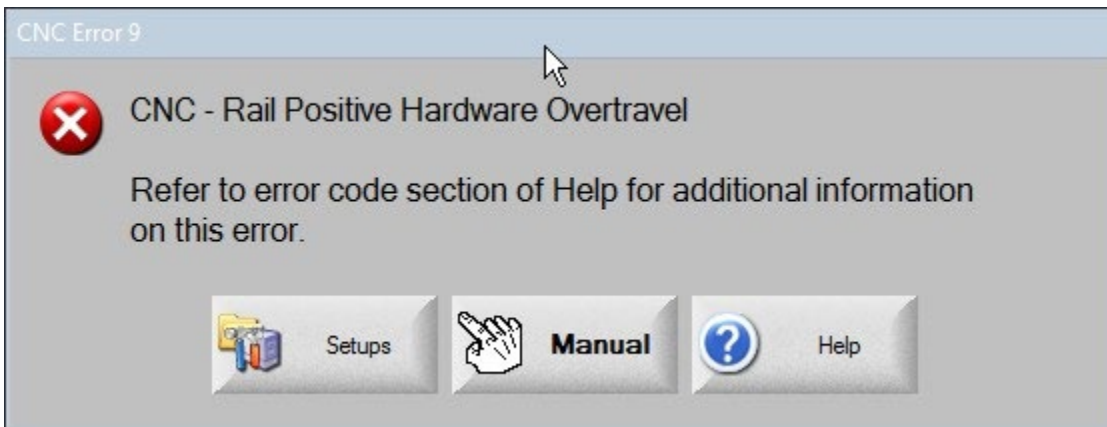 CNC Error 9
CNC - Rail Positive Hardware Overtravel
Refer to error code section of Help for additional information
on this error.
Setups
Manual
Help